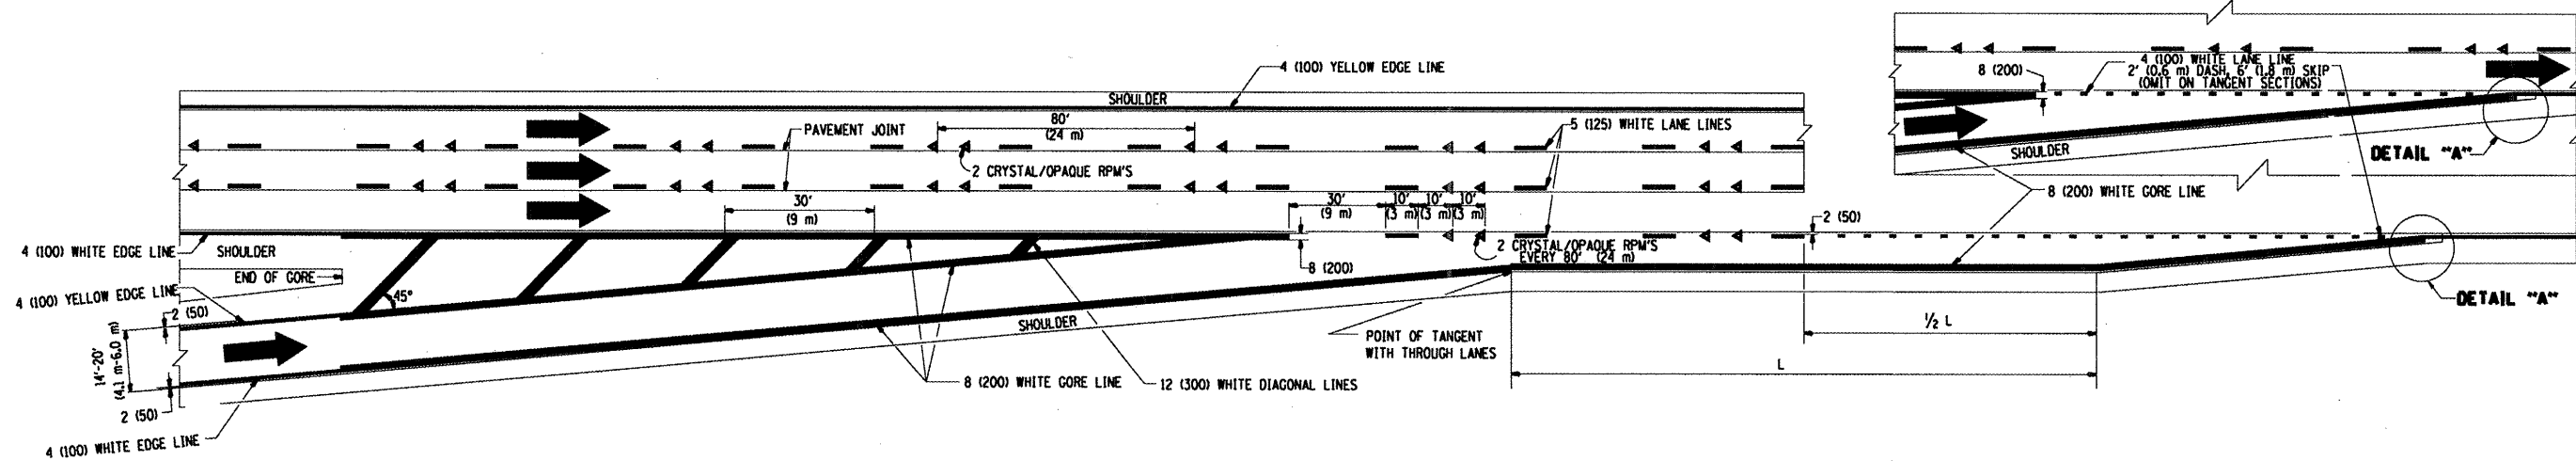 4 (100) YELLOW EDGE LINE
SHOULDER
80'
(24 m)
PAVEMENT JOINT
5 (125) WHITE LANE LINES
2 CRYSTAL/OPAQUE RPM'S
30'
(9 m)
30'
(9 m)
10'
(3 m)
10'
(3 m)
10'
(3 m)
4 (100) WHITE EDGE LINE
SHOULDER
END OF GORE
4 (100) YELLOW EDGE LINE
2 (50)
45°
14'-20'
(4.1 m-6.0 m)
2 (50)
4 (100) WHITE EDGE LINE
8 (200)
2 CRYSTAL/OPAQUE RPM'S
EVERY 80' (24 m)
SHOULDER
8 (200) WHITE GORE LINE
12 (300) WHITE DIAGONAL LINES
POINT OF TANGENT
WITH THROUGH LANES
2 (50)
½ L
L
8 (200)
4 (100) WHITE LANE LINE
2' (0.6 m) DASH, 6' (1.8 m) SKIP
(OMIT ON TANGENT SECTIONS)
SHOULDER
DETAIL "A"
8 (200) WHITE GORE LINE
DETAIL "A"